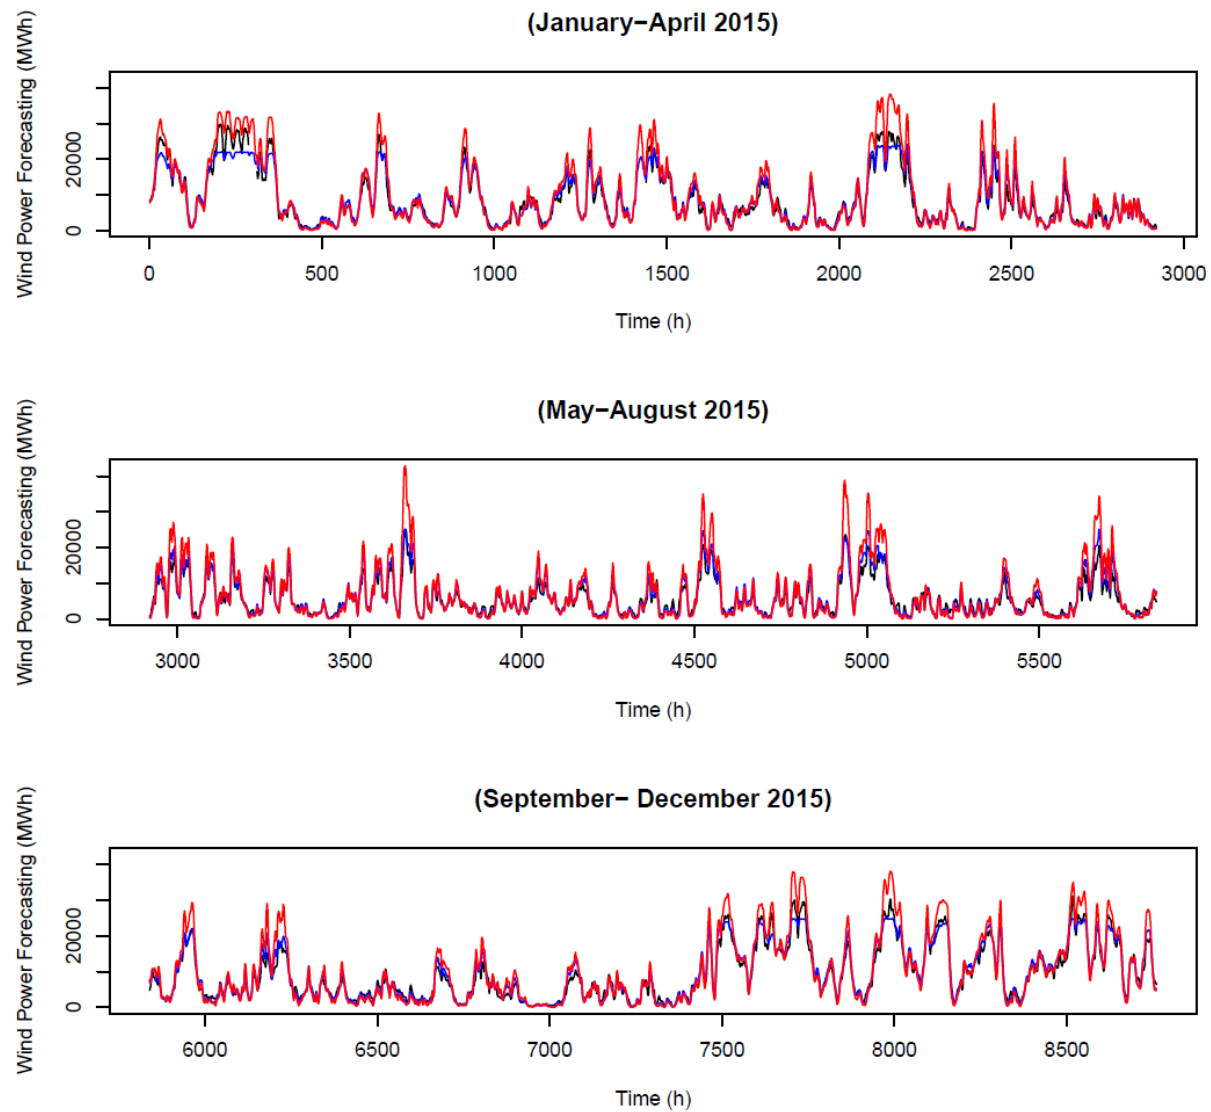 (January−April 2015)
Wind Power Forecasting (MWh)
20000
0
0 500 1000 1500 2000 2500 3000
Time (h)
(May−August 2015)
Wind Power Forecasting (MWh)
20000
0
3000 3500 4000 4500 5000 5500
Time (h)
(September− December 2015)
Wind Power Forecasting (MWh)
20000
0
6000 6500 7000 7500 8000 8500
Time (h)